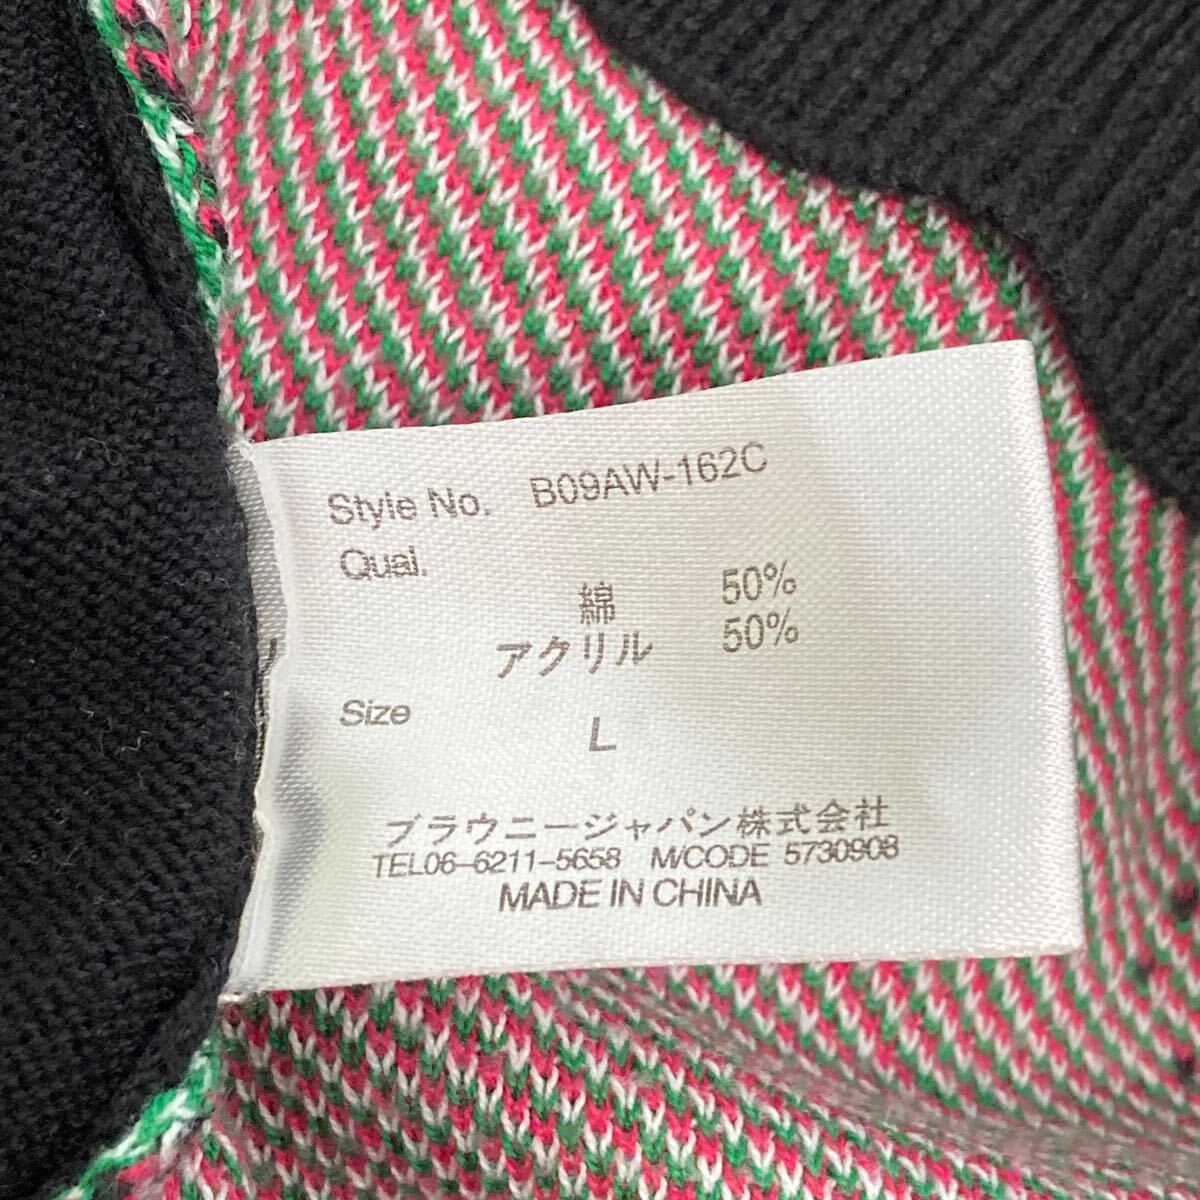 Style No. B09AW-162C
Qual.
綿 50%
アクリル 50%
Size
L
ブラウニージャパン株式会社
TEL06-6211-5658 M/CODE 5730908
MADE IN CHINA